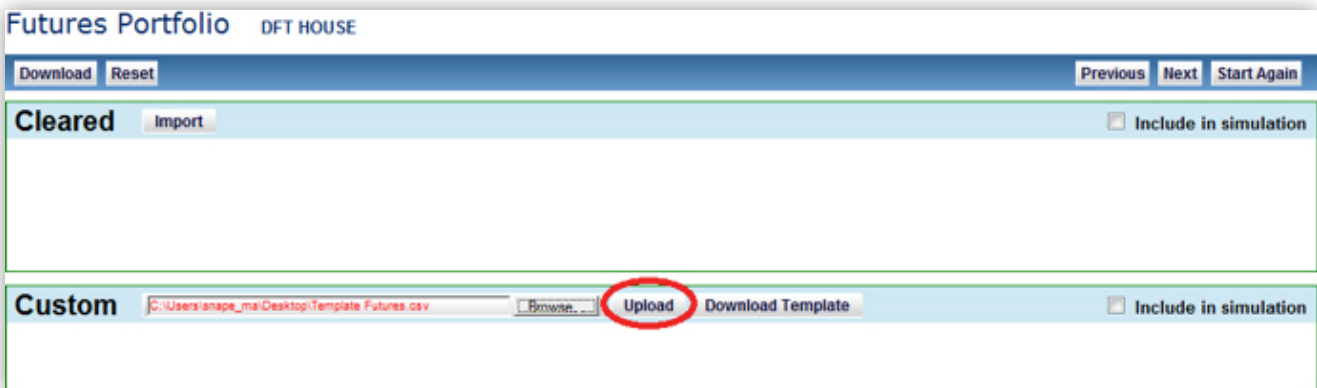 Futures Portfolio DFT HOUSE
Download Reset Previous Next Start Again
Cleared Import Include in simulation
Custom C:\Users\snape_ma\Desktop\Template Futures.csv Browse... Upload Download Template Include in simulation